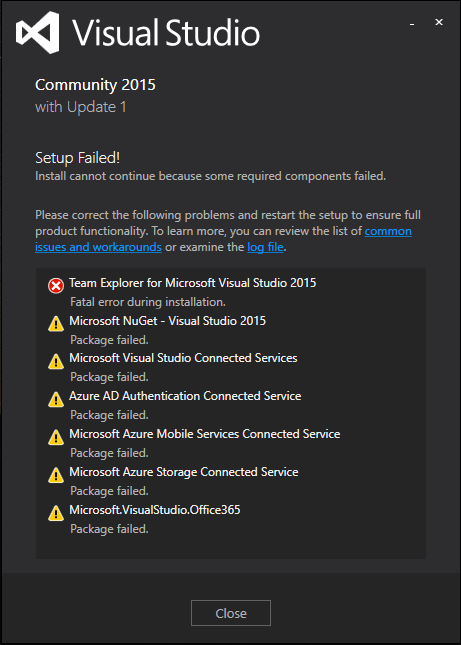 Visual Studio
Community 2015
with Update 1
Setup Failed!
Install cannot continue because some required components failed.
Please correct the following problems and restart the setup to ensure full
product functionality. To learn more, you can review the list of common
issues and workarounds or examine the log file.
Team Explorer for Microsoft Visual Studio 2015
Fatal error during installation.
Microsoft NuGet - Visual Studio 2015
Package failed.
Microsoft Visual Studio Connected Services
Package failed.
Azure AD Authentication Connected Service
Package failed.
Microsoft Azure Mobile Services Connected Service
Package failed.
Microsoft Azure Storage Connected Service
Package failed.
Microsoft.VisualStudio.Office365
Package failed.
Close